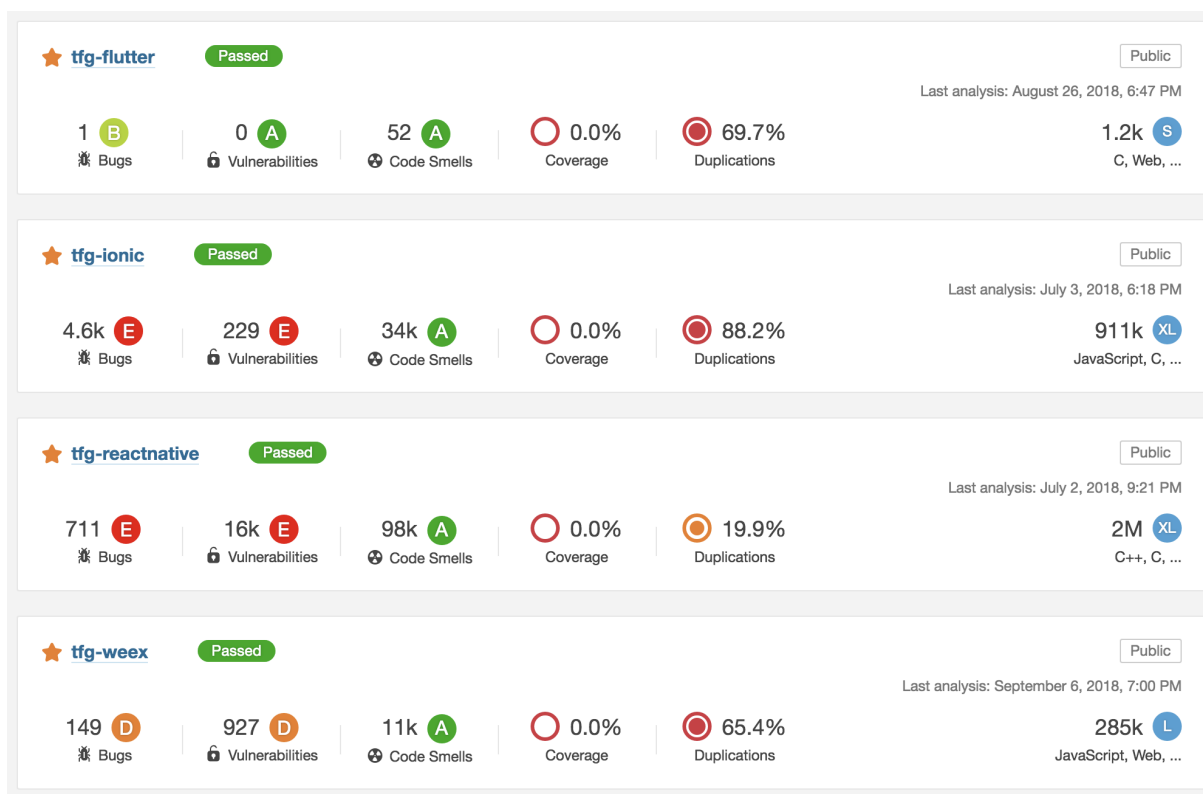 tfg-flutter Passed Public
Last analysis: August 26, 2018, 6:47 PM
1 B 0 A 52 A 0.0% 69.7% 1.2k S
Bugs Vulnerabilities Code Smells Coverage Duplications C, Web, ...
tfg-ionic Passed Public
Last analysis: July 3, 2018, 6:18 PM
4.6k E 229 E 34k A 0.0% 88.2% 911k XL
Bugs Vulnerabilities Code Smells Coverage Duplications JavaScript, C, ...
tfg-reactnative Passed Public
Last analysis: July 2, 2018, 9:21 PM
711 E 16k E 98k A 0.0% 19.9% 2M XL
Bugs Vulnerabilities Code Smells Coverage Duplications C++, C, ...
tfg-weex Passed Public
Last analysis: September 6, 2018, 7:00 PM
149 D 927 D 11k A 0.0% 65.4% 285k L
Bugs Vulnerabilities Code Smells Coverage Duplications JavaScript, Web, ...